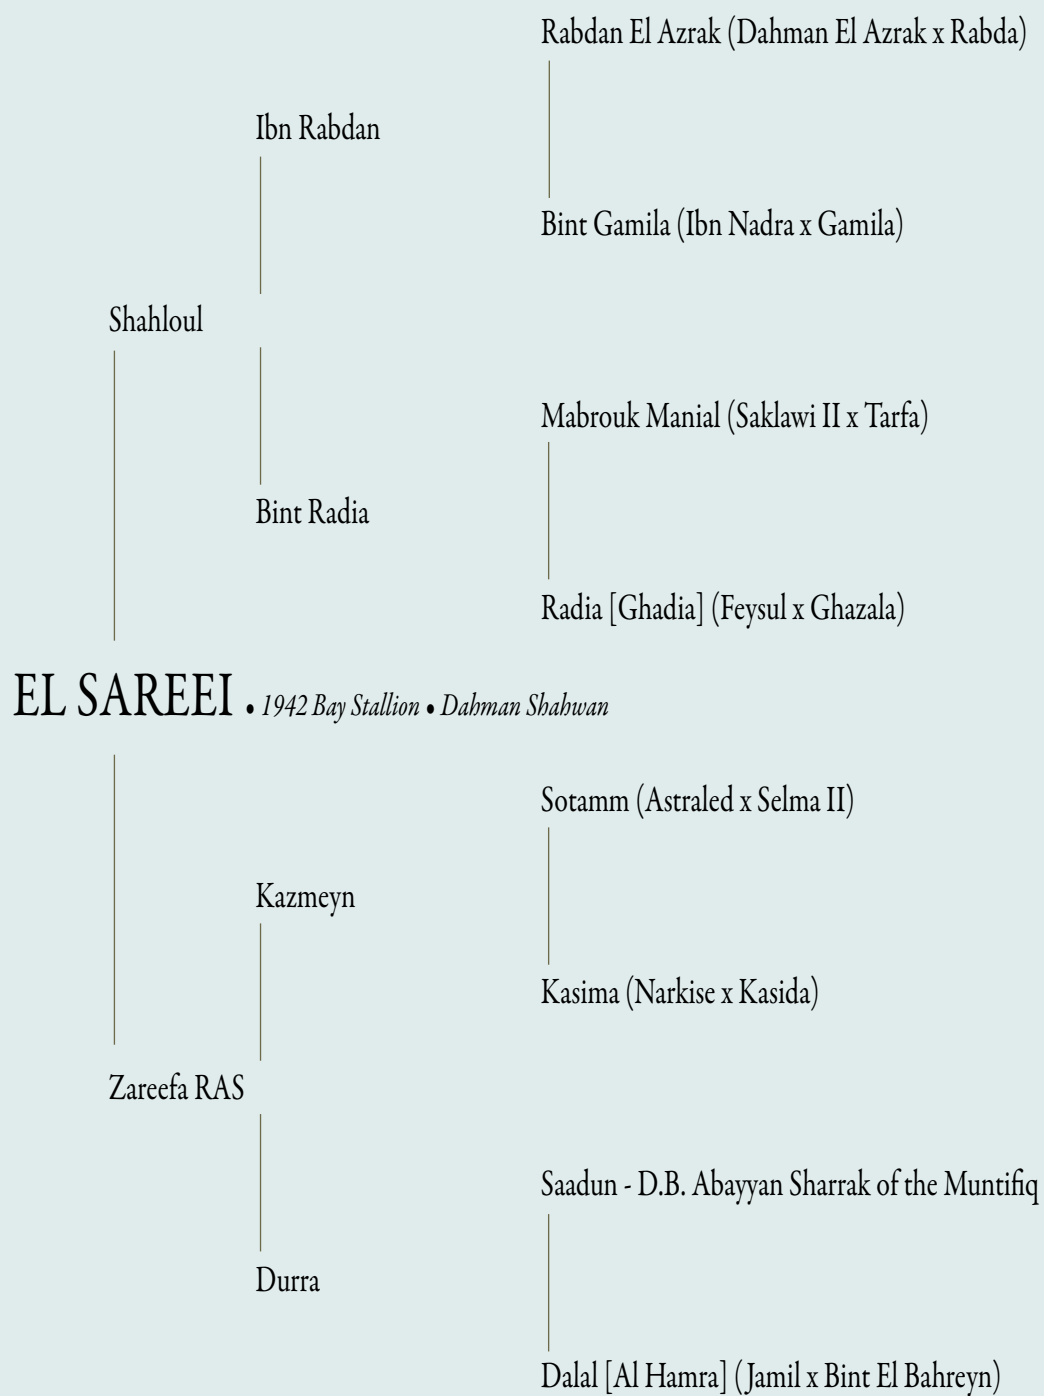 Rabdan El Azrak (Dahman El Azrak x Rabda)
Ibn Rabdan
Bint Gamila (Ibn Nadra x Gamila)
Shahloul
Mabrouk Manial (Saklawi II x Tarfa)
Bint Radia
Radia [Ghadia] (Feysul x Ghazala)
EL SAREEI • 1942 Bay Stallion • Dahman Shahwan
Sotamm (Astraled x Selma II)
Kazmeyn
Kasima (Narkise x Kasida)
Zareefa RAS
Saadun - D.B. Abayyan Sharrak of the Muntifiq
Durra
Dalal [Al Hamra] (Jamil x Bint El Bahreyn)